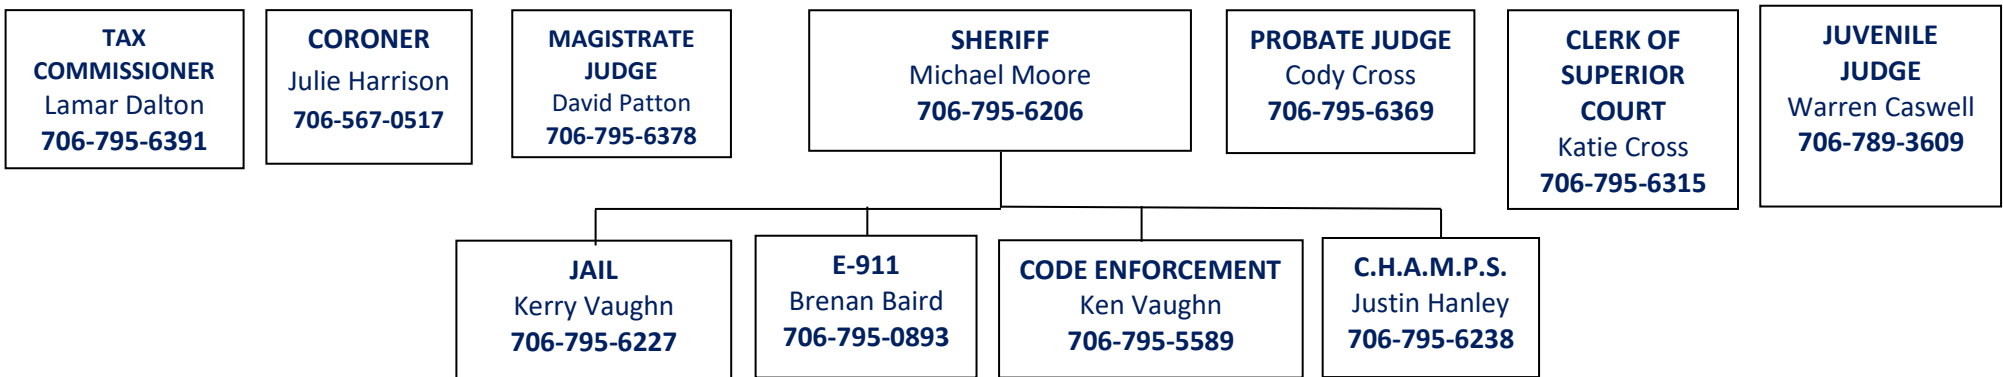 TAX
COMMISSIONER
Lamar Dalton
706-795-6391
CORONER
Julie Harrison
706-567-0517
MAGISTRATE
JUDGE
David Patton
706-795-6378
SHERIFF
Michael Moore
706-795-6206
PROBATE JUDGE
Cody Cross
706-795-6369
CLERK OF
SUPERIOR
COURT
Katie Cross
706-795-6315
JUVENILE
JUDGE
Warren Caswell
706-789-3609
JAIL
Kerry Vaughn
706-795-6227
E-911
Brenan Baird
706-795-0893
CODE ENFORCEMENT
Ken Vaughn
706-795-5589
C.H.A.M.P.S.
Justin Hanley
706-795-6238